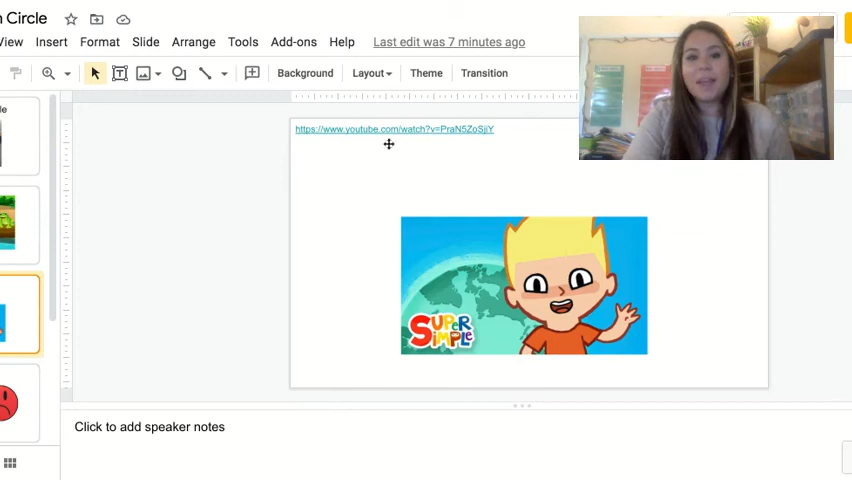 n Circle
View Insert Format Slide Arrange Tools Add-ons Help Last edit was 7 minutes ago
Background Layout Theme Transition
le
https://www.youtube.com/watch?v=PraN5ZoSjiY
SUPER
SIMPLE
Click to add speaker notes